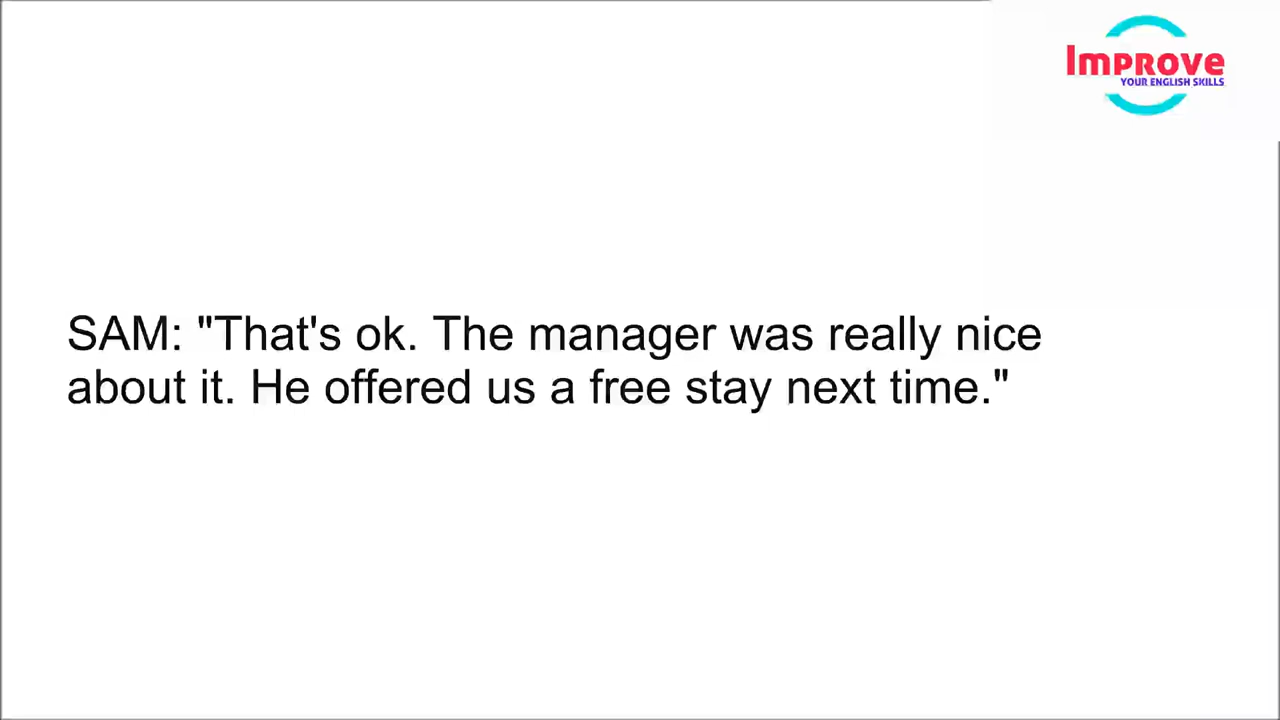 Improve
YOUR ENGLISH SKILLS
SAM: "That's ok. The manager was really nice
about it. He offered us a free stay next time."